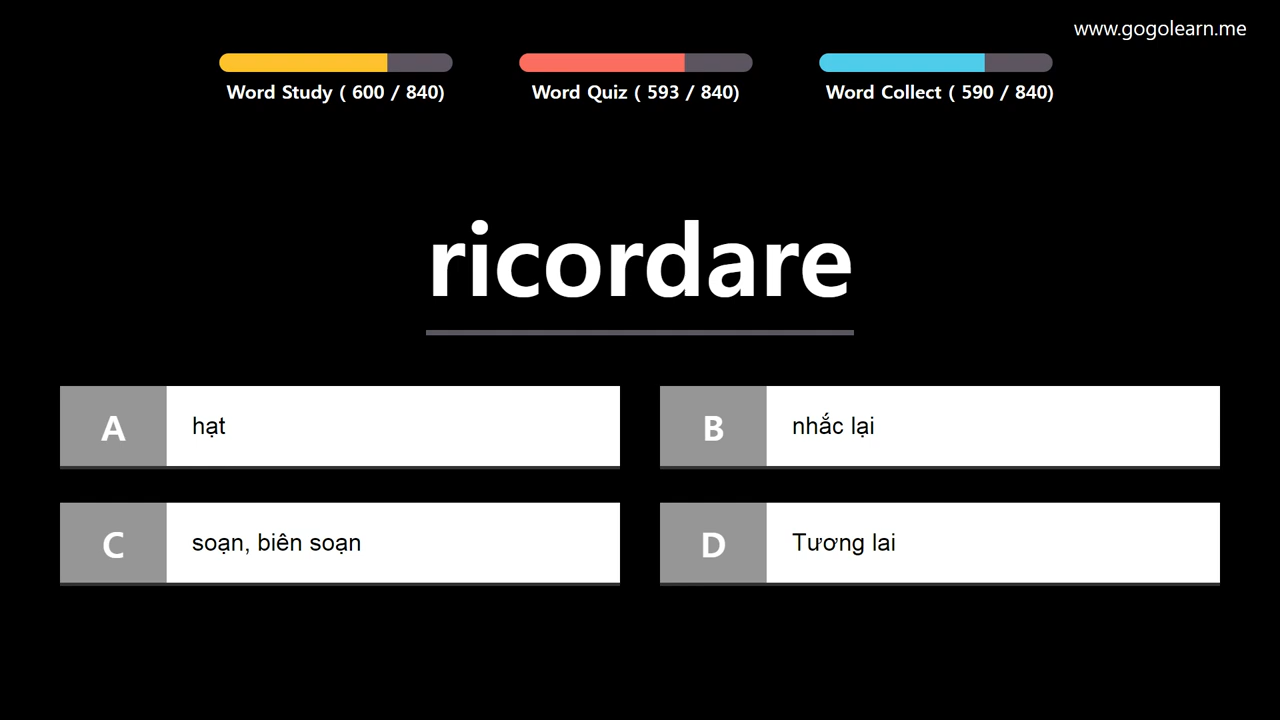 www.gogolearn.me
Word Study ( 600 / 840)
Word Quiz ( 593 / 840)
Word Collect ( 590 / 840)
ricordare
A hạt
B nhắc lại
C soạn, biên soạn
D Tương lai